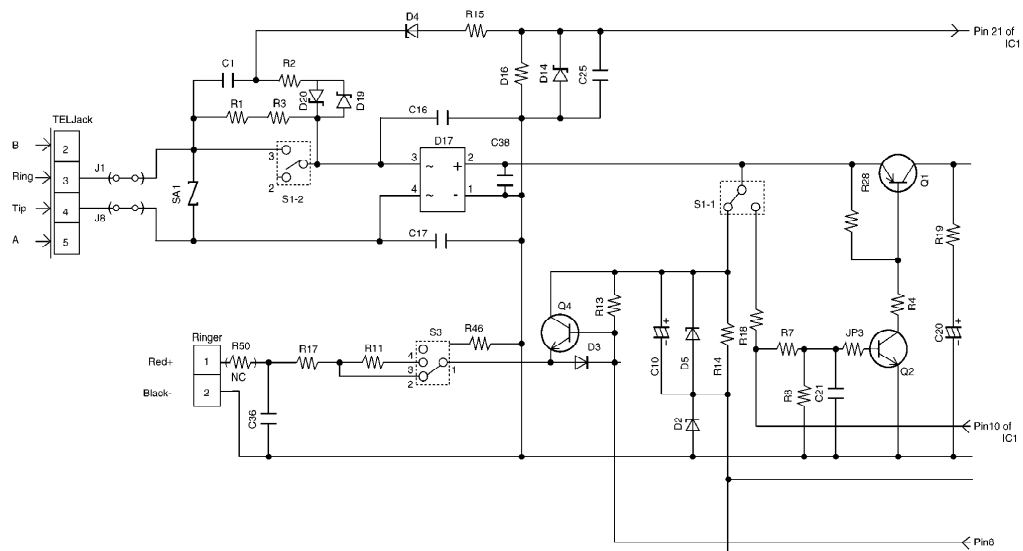 D4
R15
Pin 21 of
IC1
C1
R2
D20
D19
D16
D14
C25
R1
R3
C16
TELJack
B
2
Ring
3
J1
Tip
4
J8
A
5
SA1
3
2
S1-2
D17
3
~
+
2
4
~
-
1
C38
C17
S1-1
R28
Q1
R19
R4
C20
+
-
Q4
R13
C10
+
-
D5
R14
R18
R7
JP3
Q2
R8
C21
Ringer
Red+
1
R50
NC
R17
R11
S3
4
3
2
1
R46
D3
Black-
2
C36
D2
Pin10 of
IC1
Pin6